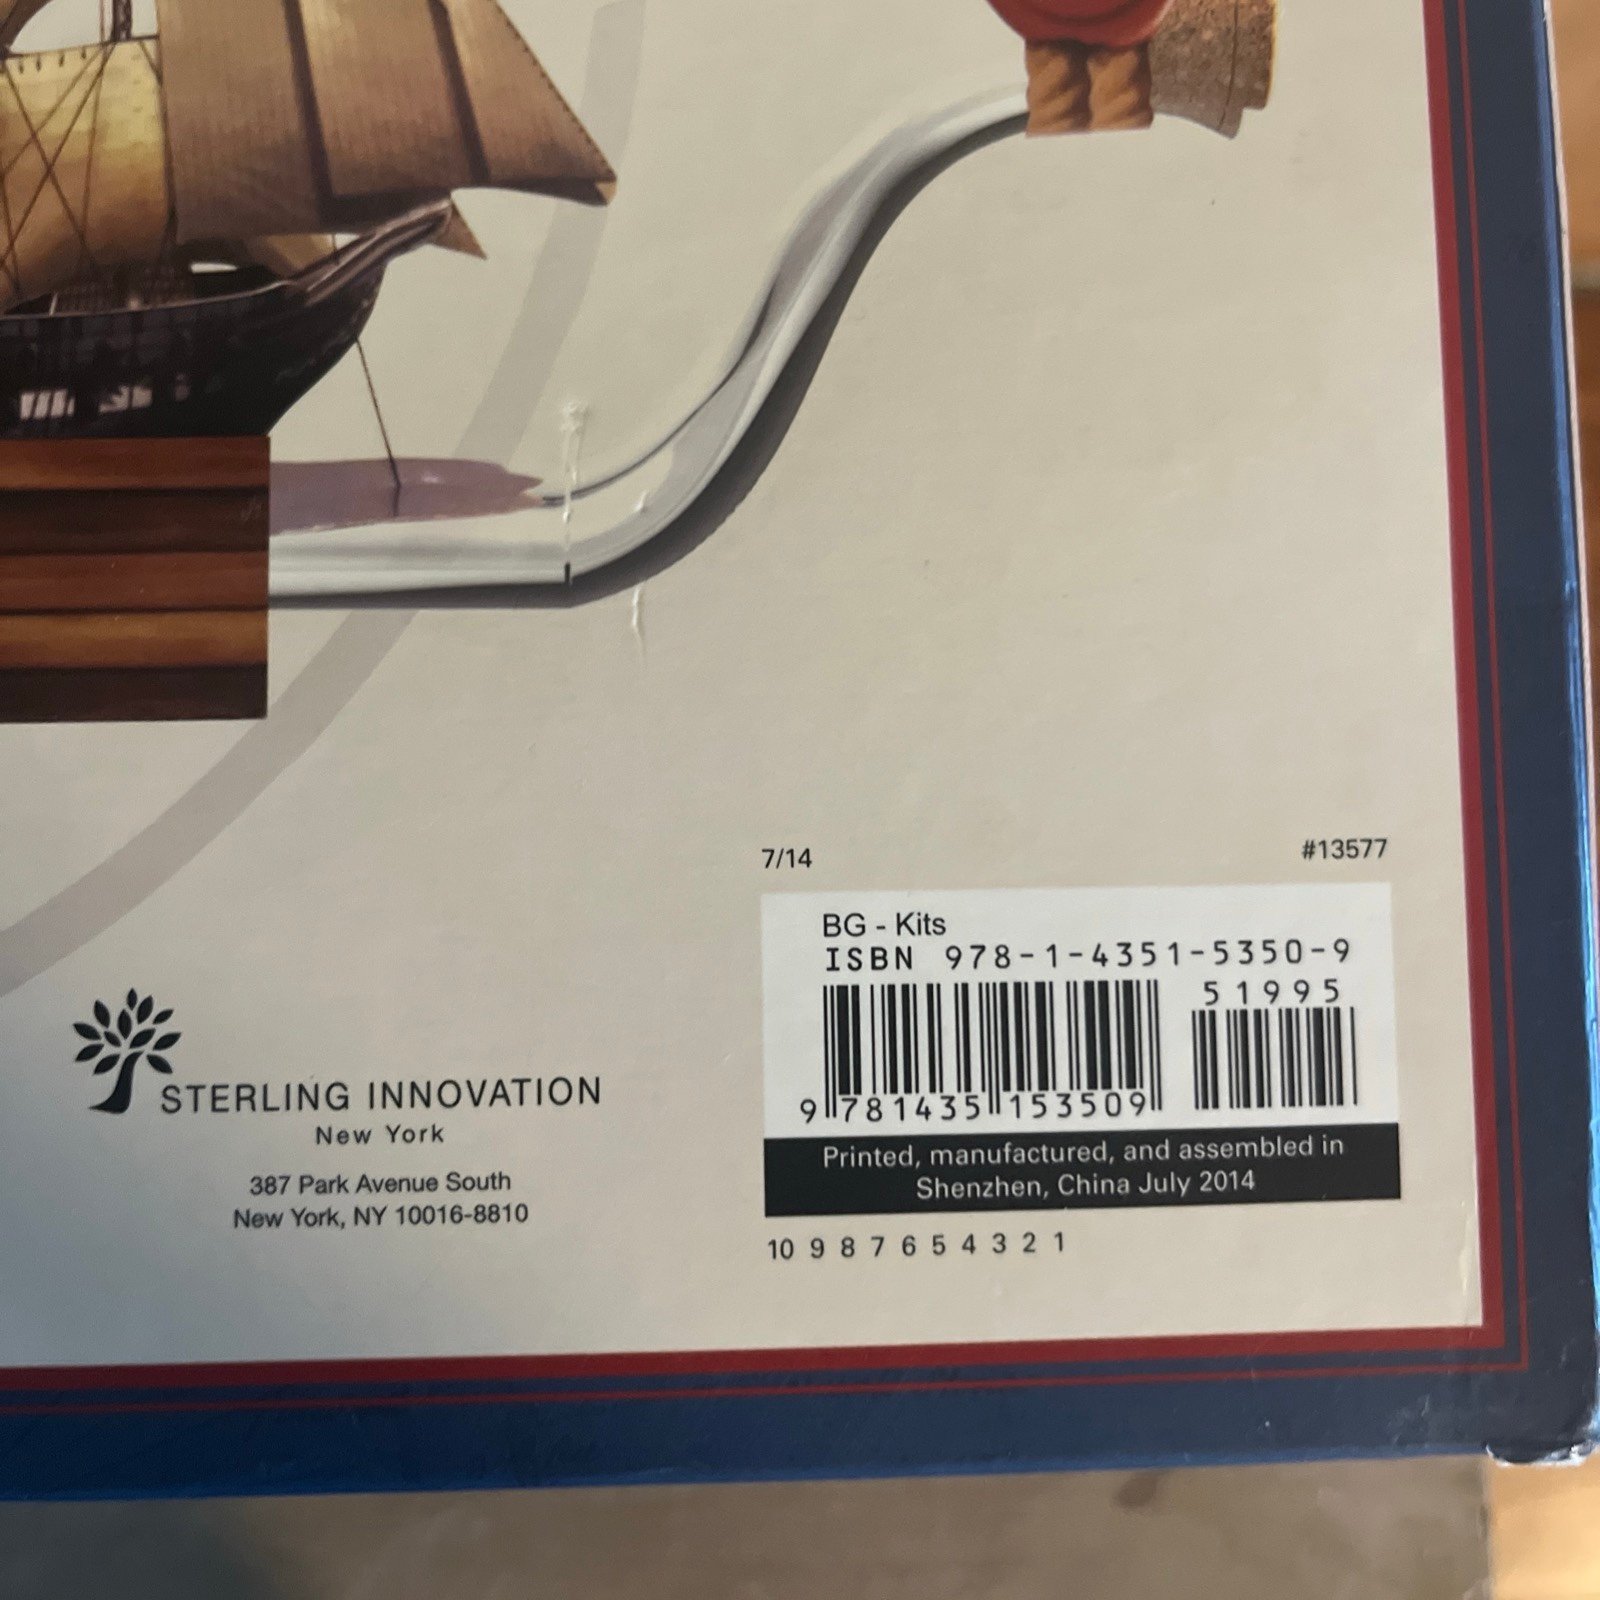 7/14
#13577
BG - Kits
ISBN 978-1-4351-5350-9
51995
9 781435 153509
STERLING INNOVATION
New York
387 Park Avenue South
New York, NY 10016-8810
Printed, manufactured, and assembled in
Shenzhen, China July 2014
10 9 8 7 6 5 4 3 2 1